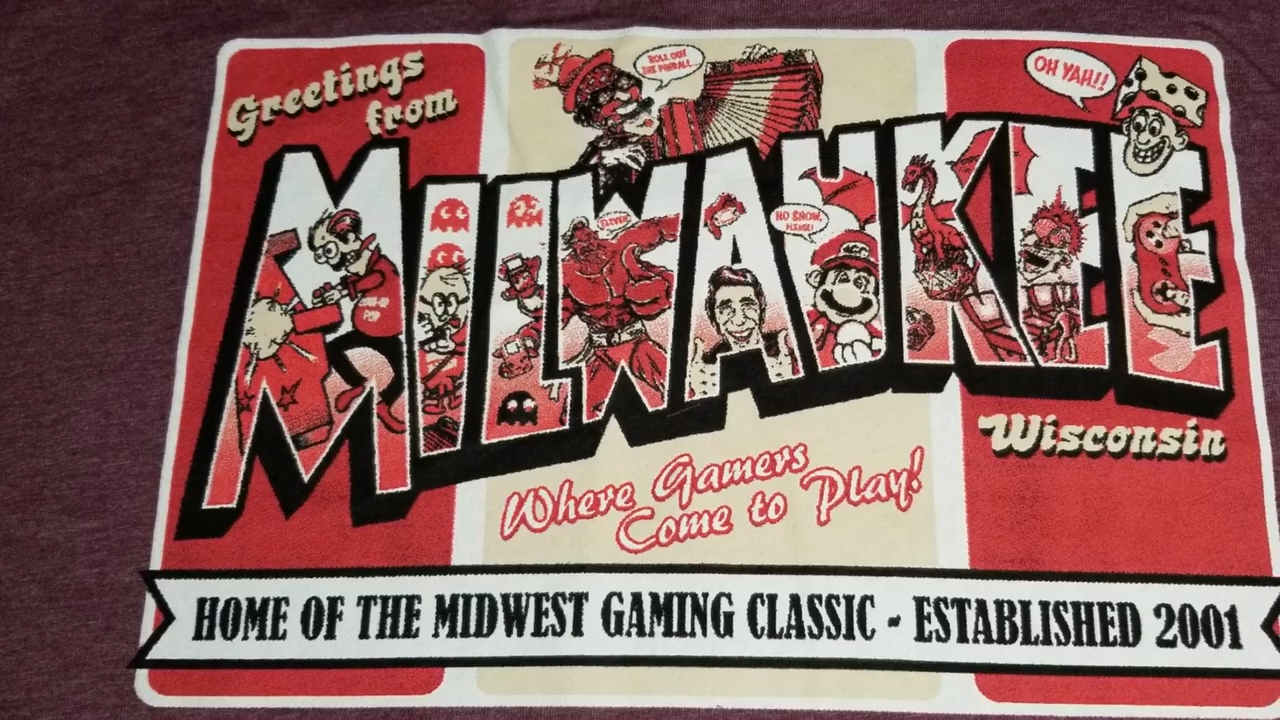 Greetings
from
ROLL OUT
THE PINBALL...
OH YAH!!
MILWAUKEE
NO SHOW,
Wisconsin
Where Gamers
Come to Play!
HOME OF THE MIDWEST GAMING CLASSIC - ESTABLISHED 2001